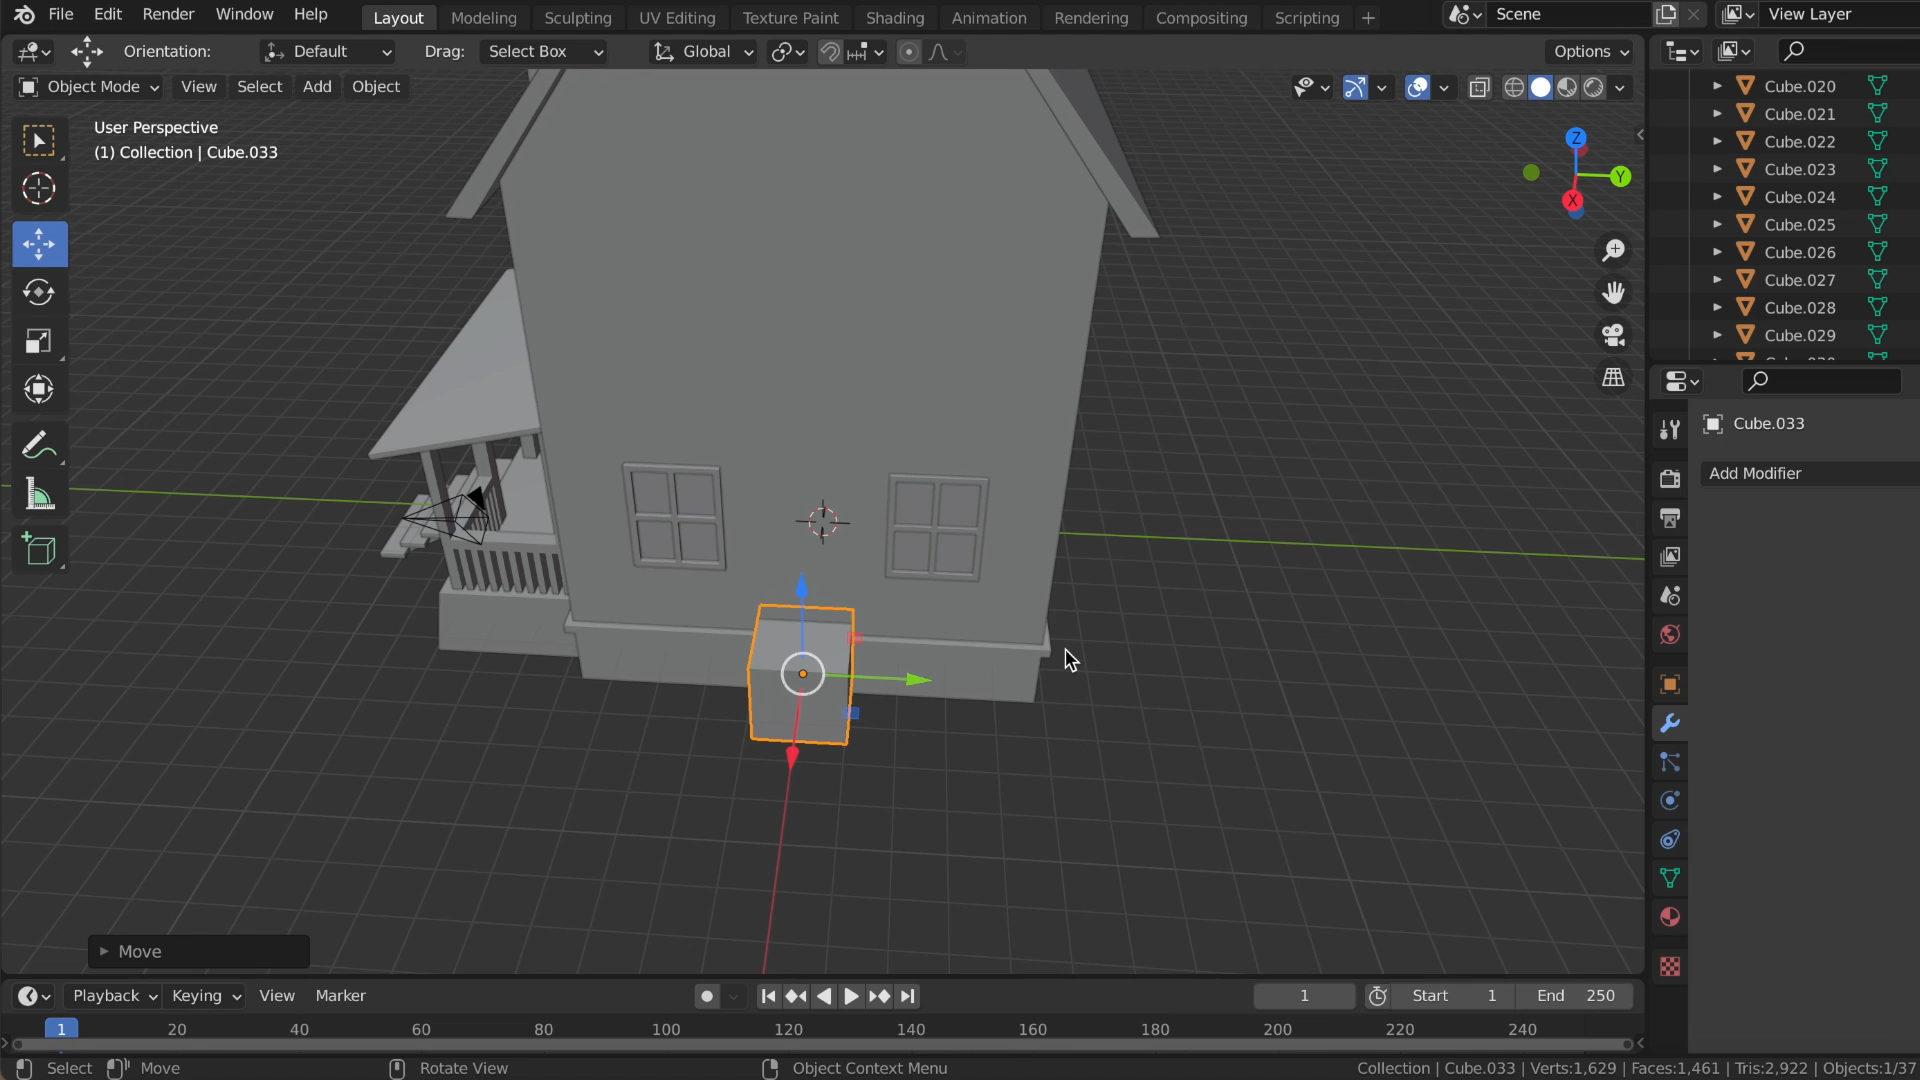 File Edit Render Window Help Layout Modeling Sculpting UV Editing Texture Paint Shading Animation Rendering Compositing Scripting + Scene View Layer
Orientation: Default Drag: Select Box Global Options
Object Mode View Select Add Object
User Perspective
(1) Collection | Cube.033
Z
Y
X
Cube.020
Cube.021
Cube.022
Cube.023
Cube.024
Cube.025
Cube.026
Cube.027
Cube.028
Cube.029
Cube.033
Add Modifier
Move
Playback Keying View Marker 1 Start 1 End 250
1 20 40 60 80 100 120 140 160 180 200 220 240
Select Move Rotate View Object Context Menu Collection | Cube.033 | Verts:1,629 | Faces:1,461 | Tris:2,922 | Objects:1/37